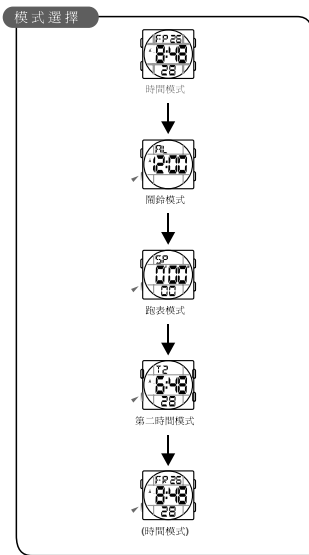 模式選擇
FR 26
A 8:48
28
時間模式
AL
A 12:00
鬧鈴模式
SP
0'00
00
跑表模式
T2
A 6:48
28
第二時間模式
FR 26
A 8:48
28
(時間模式)